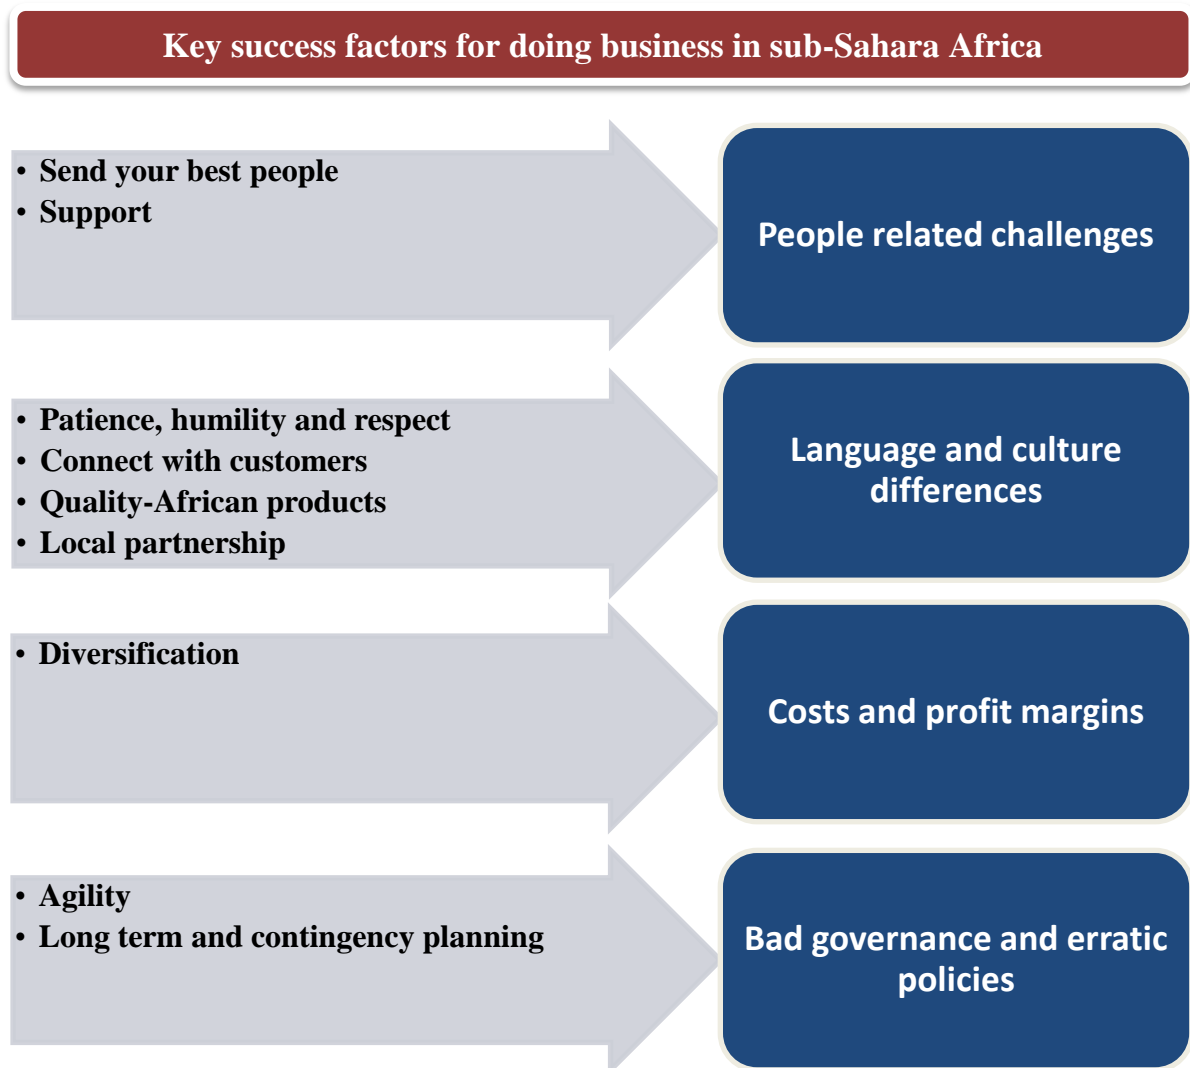 Key success factors for doing business in sub-Sahara Africa
• Send your best people
• Support
People related challenges
• Patience, humility and respect
• Connect with customers
• Quality-African products
• Local partnership
Language and culture
differences
• Diversification
Costs and profit margins
• Agility
• Long term and contingency planning
Bad governance and erratic
policies